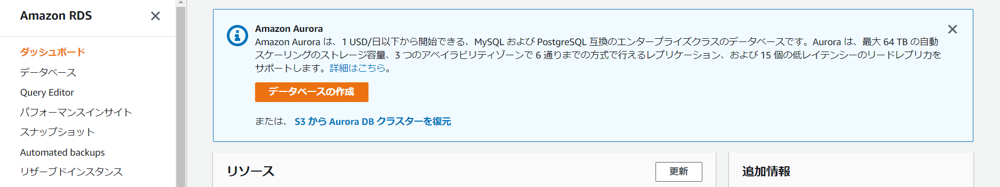 Amazon RDS
ダッシュボード
データベース
Query Editor
パフォーマンスインサイト
スナップショット
Automated backups
リザーブドインスタンス
Amazon Aurora
Amazon Aurora は、1 USD/日以下から開始できる、MySQL および PostgreSQL 互換のエンタープライズクラスのデータベースです。Aurora は、最大 64 TB の自動
スケーリングのストレージ容量、3 つのアベイラビリティゾーンで 6 通りまでの方式で行えるレプリケーション、および 15 個の低レイテンシーのリードレプリカを
サポートします。詳細はこちら。
データベースの作成
または、 S3 から Aurora DB クラスターを復元
リソース
更新
追加情報